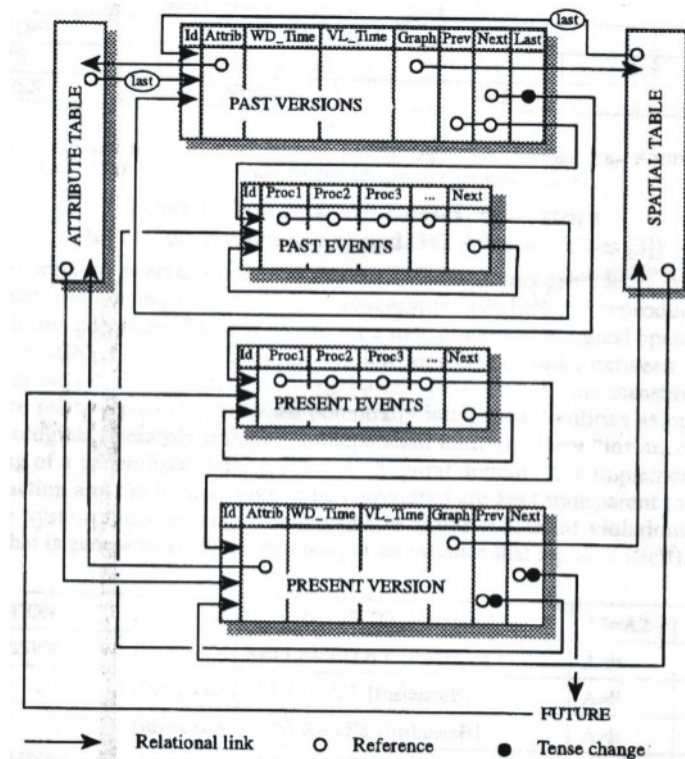 last
Id Attrib WD_Time VL_Time Graph Prev Next Last
last
PAST VERSIONS
ATTRIBUTE TABLE
SPATIAL TABLE
Id Proc1 Proc2 Proc3 ... Next
PAST EVENTS
Id Proc1 Proc2 Proc3 ... Next
PRESENT EVENTS
Id Attrib WD_Time VL_Time Graph Prev Next
PRESENT VERSION
FUTURE
Relational link Reference Tense change